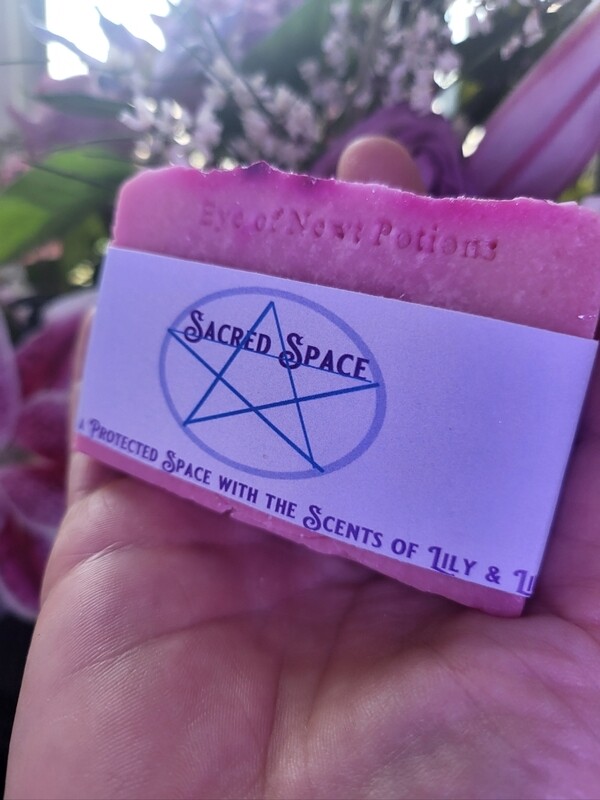 Eye of Newt Potions
Sacred Space
Protected Space with the Scents of Lily &